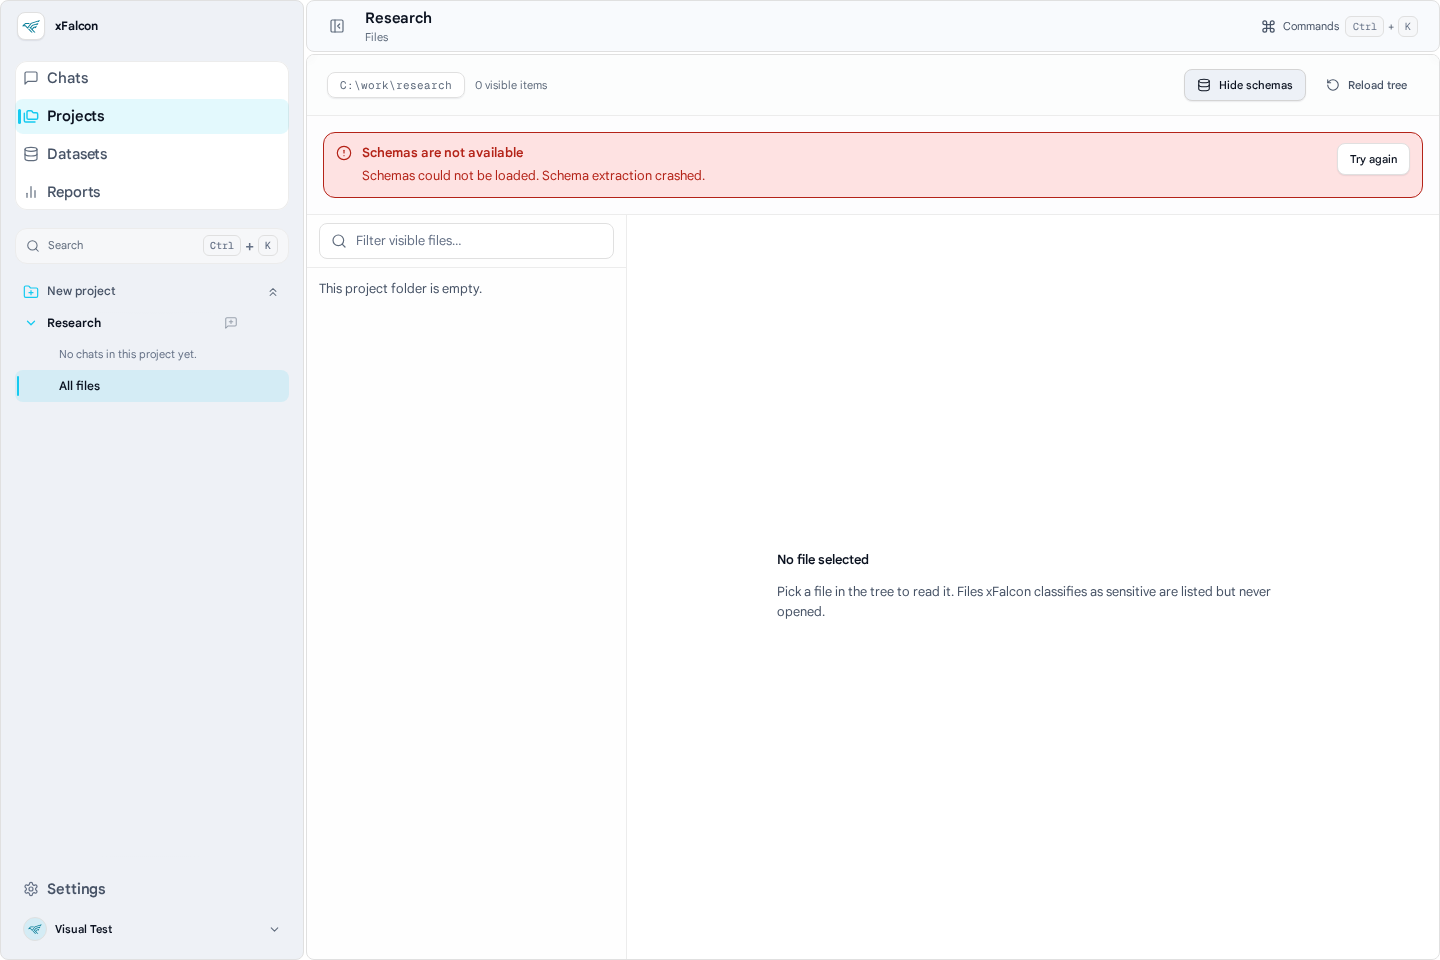 xFalcon
Chats
Projects
Datasets
Reports
Search Ctrl + K
New project
Research
No chats in this project yet.
All files
Settings
Visual Test
Research
Files
Commands Ctrl + K
C:\work\research 0 visible items
Hide schemas Reload tree
Schemas are not available
Schemas could not be loaded. Schema extraction crashed.
Try again
Filter visible files...
This project folder is empty.
No file selected
Pick a file in the tree to read it. Files xFalcon classifies as sensitive are listed but never
opened.